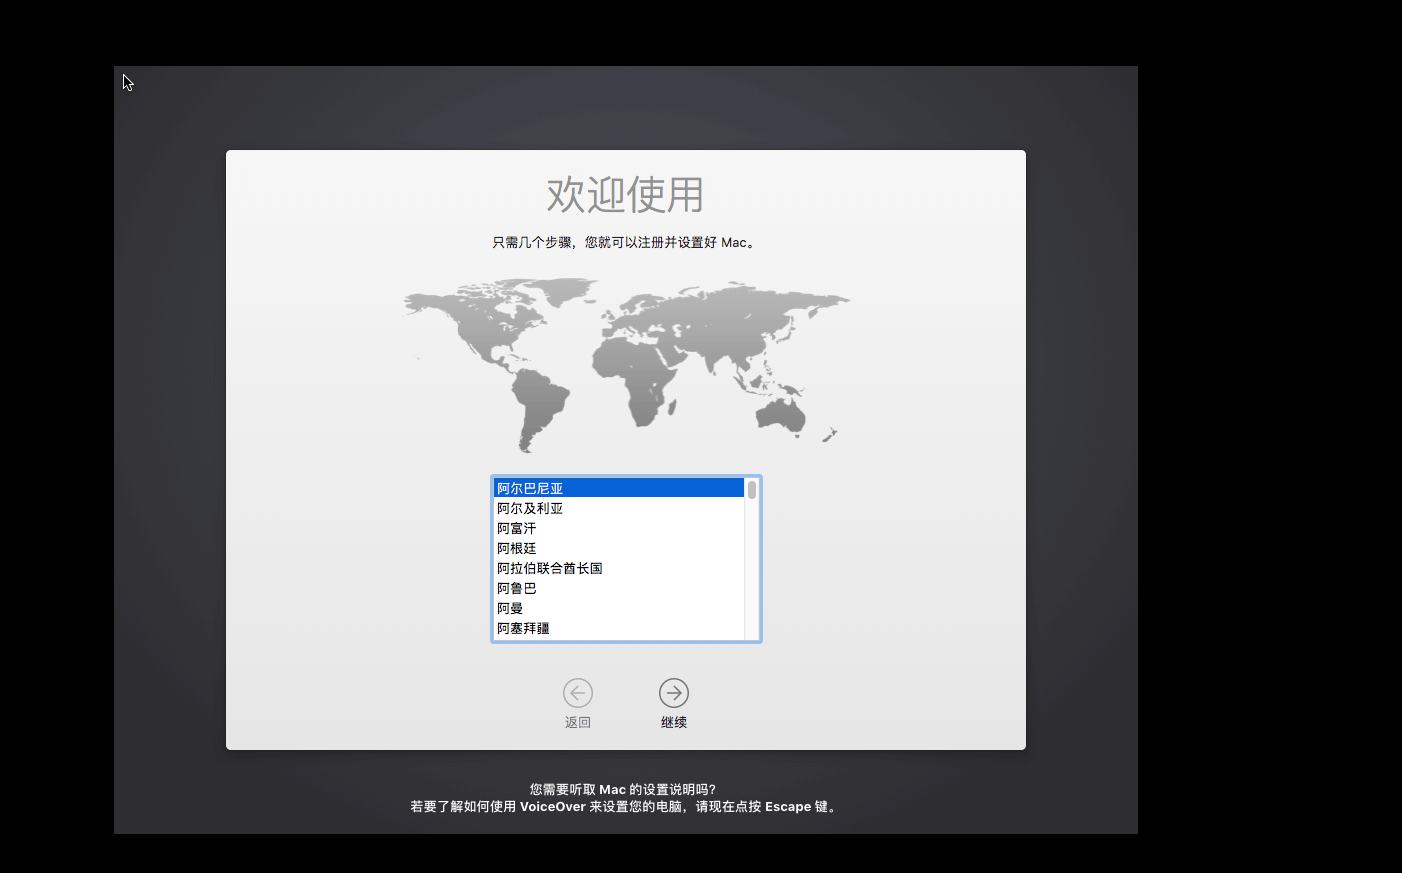 欢迎使用
只需几个步骤，您就可以注册并设置好 Mac。
阿尔巴尼亚
阿尔及利亚
阿富汗
阿根廷
阿拉伯联合酋长国
阿鲁巴
阿曼
阿塞拜疆
返回
继续
您需要听取 Mac 的设置说明吗？
若要了解如何使用 VoiceOver 来设置您的电脑，请现在点按 Escape 键。